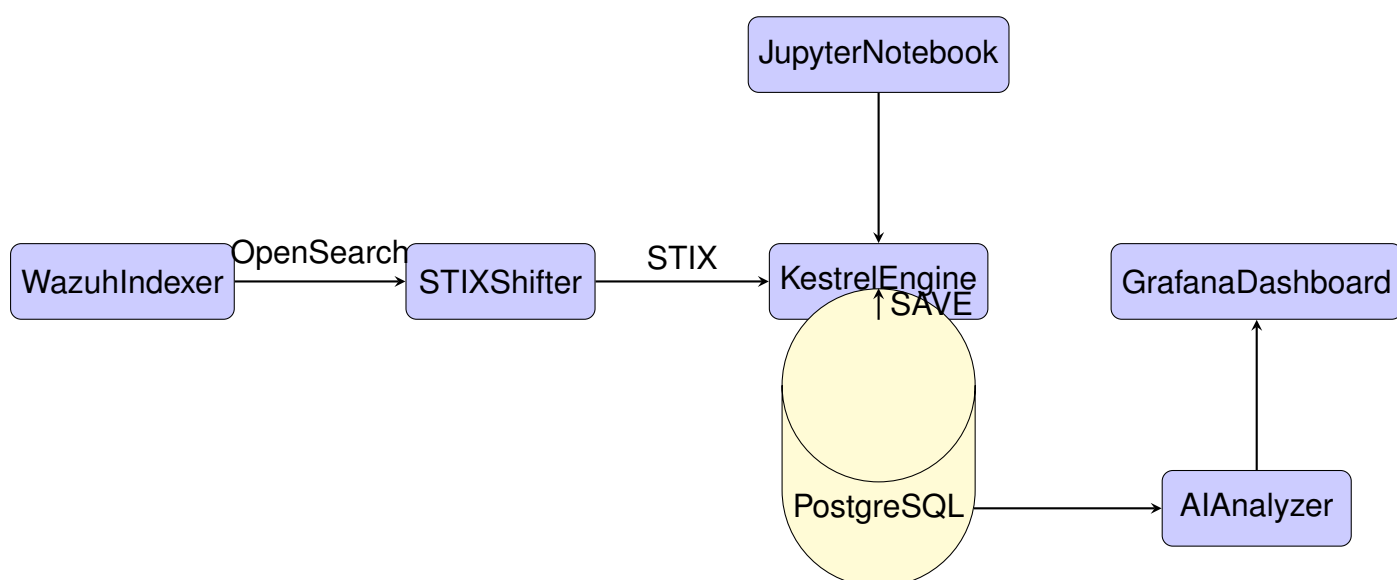 JupyterNotebook
WazuhIndexer
OpenSearch
STIXShifter
STIX
KestrelEngine
SAVE
GrafanaDashboard
PostgreSQL
AIAnalyzer